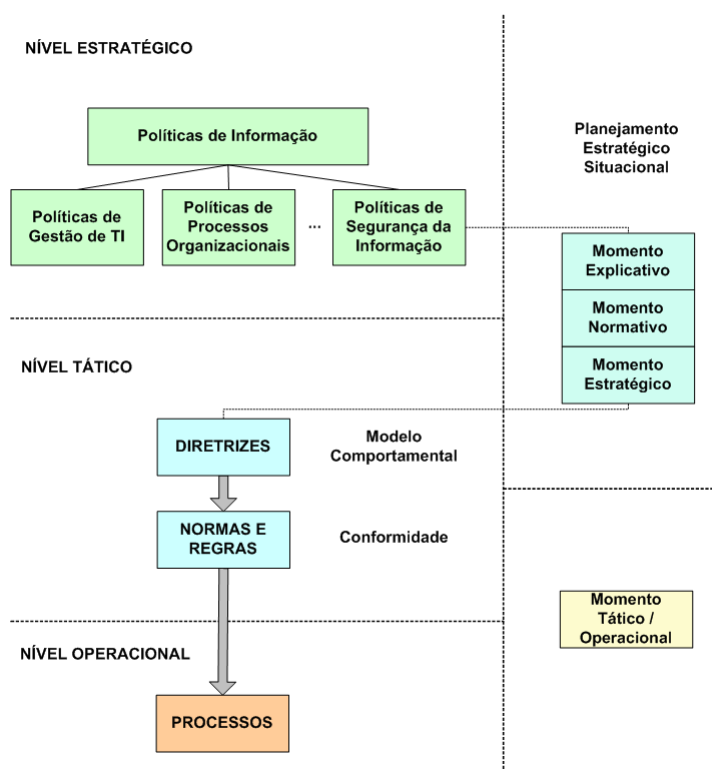 NÍVEL ESTRATÉGICO
Políticas de Informação
Políticas de
Gestão de TI
Políticas de
Processos
Organizacionais
...
Políticas de
Segurança da
Informação
Planejamento
Estratégico
Situacional
Momento
Explicativo
Momento
Normativo
Momento
Estratégico
NÍVEL TÁTICO
DIRETRIZES
Modelo
Comportamental
NORMAS E
REGRAS
Conformidade
Momento
Tático /
Operacional
NÍVEL OPERACIONAL
PROCESSOS